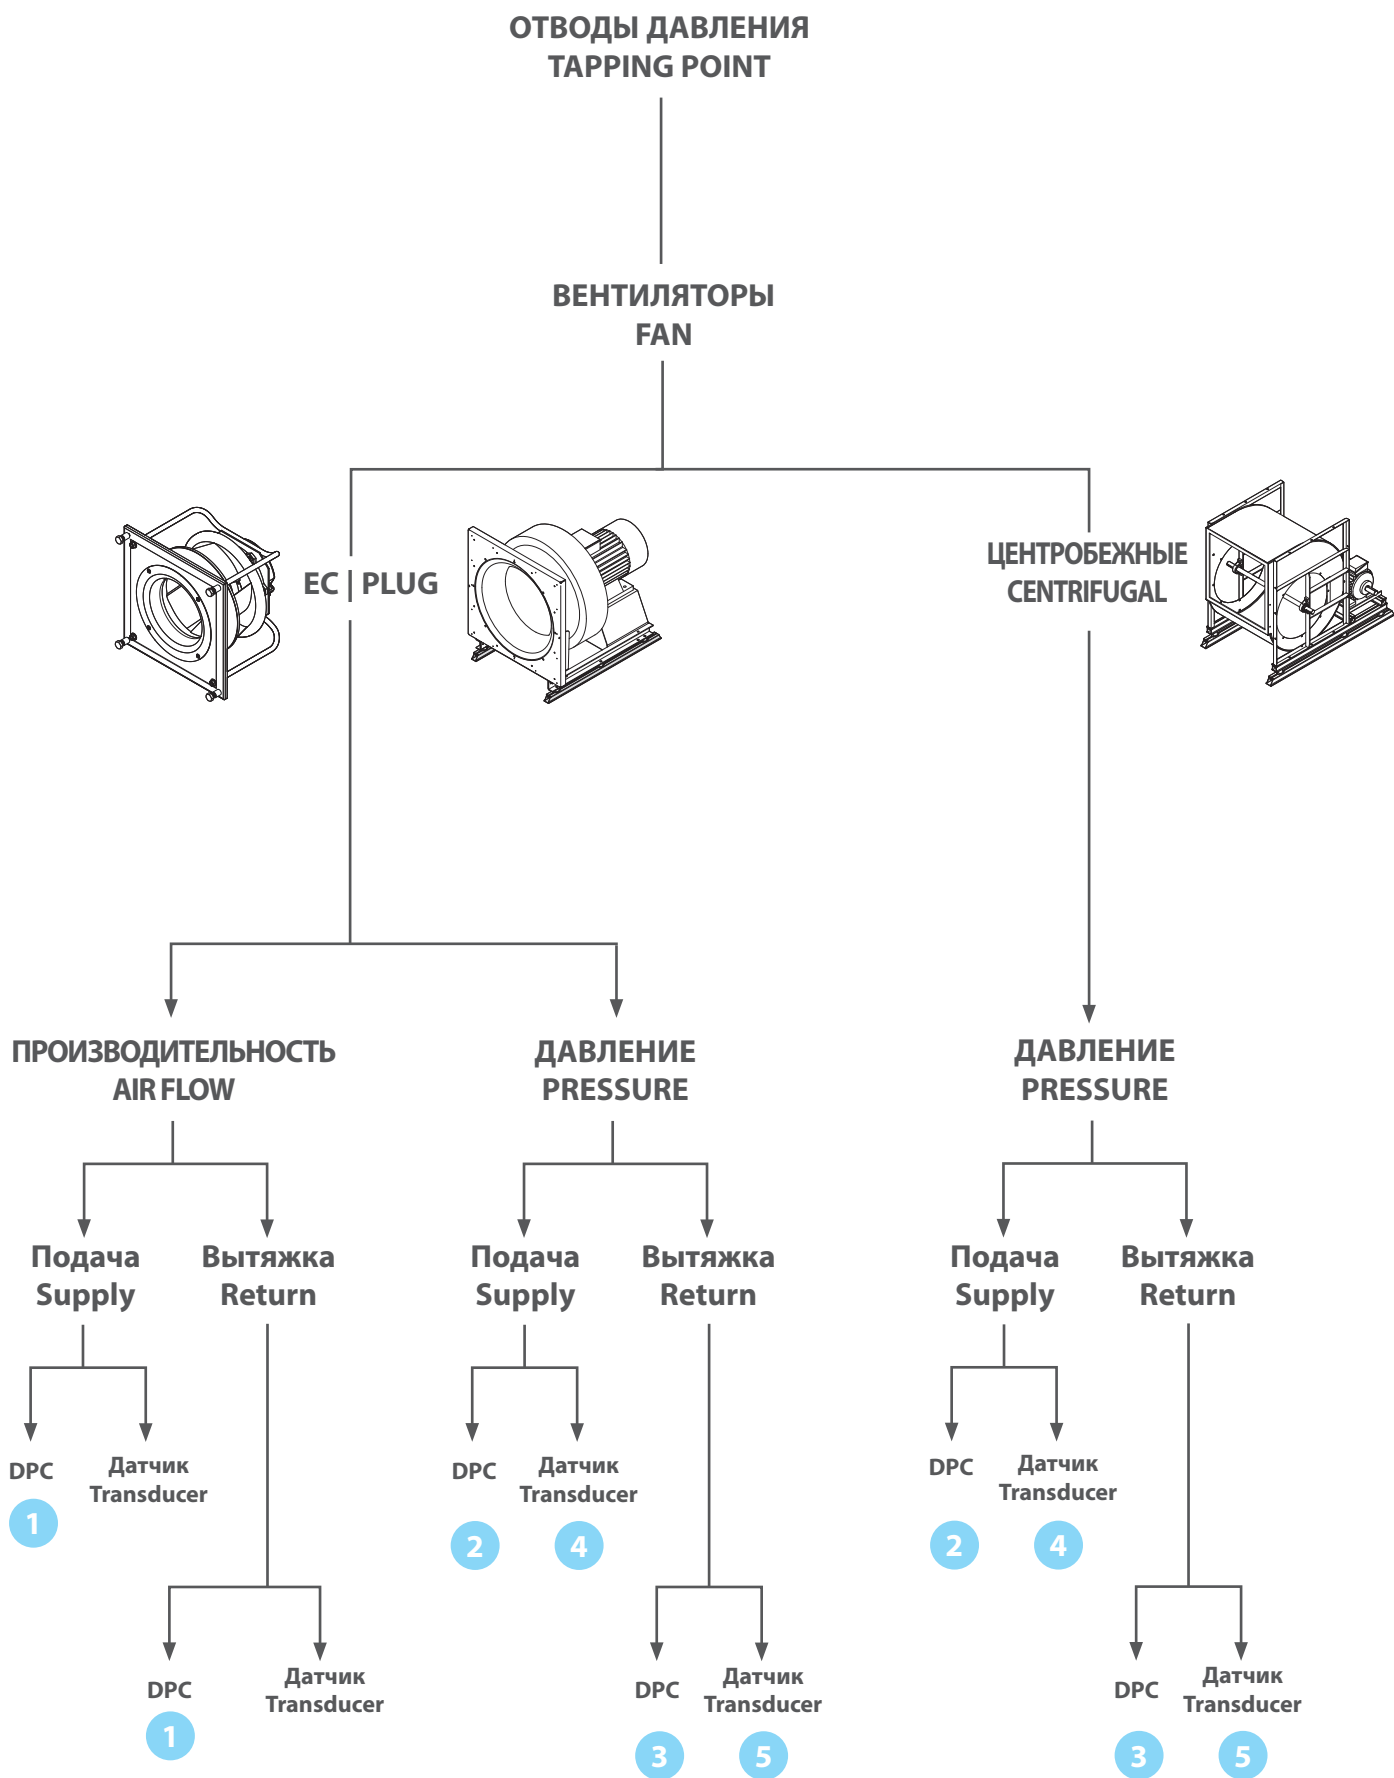 ОТВОДЫ ДАВЛЕНИЯ
TAPPING POINT
ВЕНТИЛЯТОРЫ
FAN
EC | PLUG
ЦЕНТРОБЕЖНЫЕ
CENTRIFUGAL
ПРОИЗВОДИТЕЛЬНОСТЬ
AIR FLOW
ДАВЛЕНИЕ
PRESSURE
ДАВЛЕНИЕ
PRESSURE
Подача
Supply
Вытяжка
Return
Подача
Supply
Вытяжка
Return
Подача
Supply
Вытяжка
Return
DPC
1
Датчик
Transducer
DPC
2
Датчик
Transducer
4
DPC
2
Датчик
Transducer
4
DPC
1
Датчик
Transducer
DPC
3
Датчик
Transducer
5
DPC
3
Датчик
Transducer
5